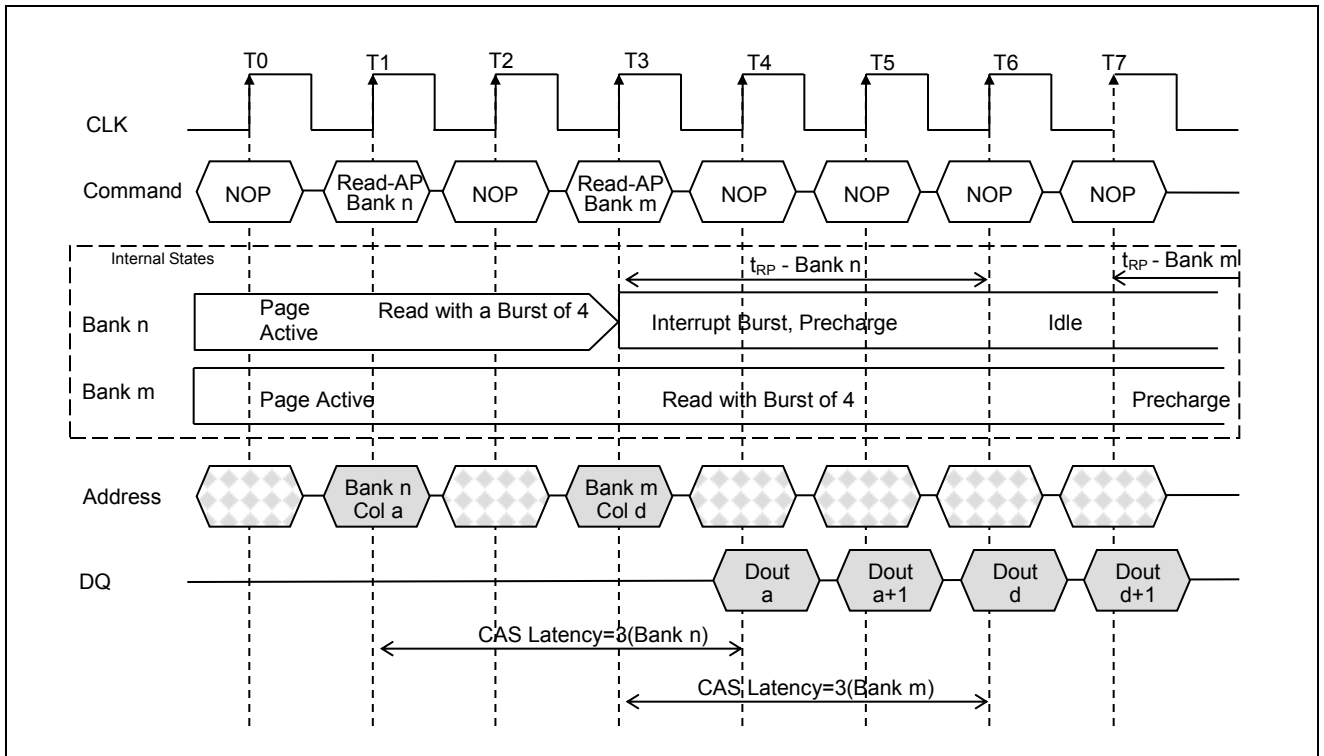 T0 T1 T2 T3 T4 T5 T6 T7
CLK
Command NOP Read-AP Bank n NOP Read-AP Bank m NOP NOP NOP NOP
Internal States
tRP - Bank n tRP - Bank m
Bank n Page Active Read with a Burst of 4 Interrupt Burst, Precharge Idle
Bank m Page Active Read with Burst of 4 Precharge
Address Bank n Col a Bank m Col d
DQ Dout a Dout a+1 Dout d Dout d+1
CAS Latency=3(Bank n)
CAS Latency=3(Bank m)